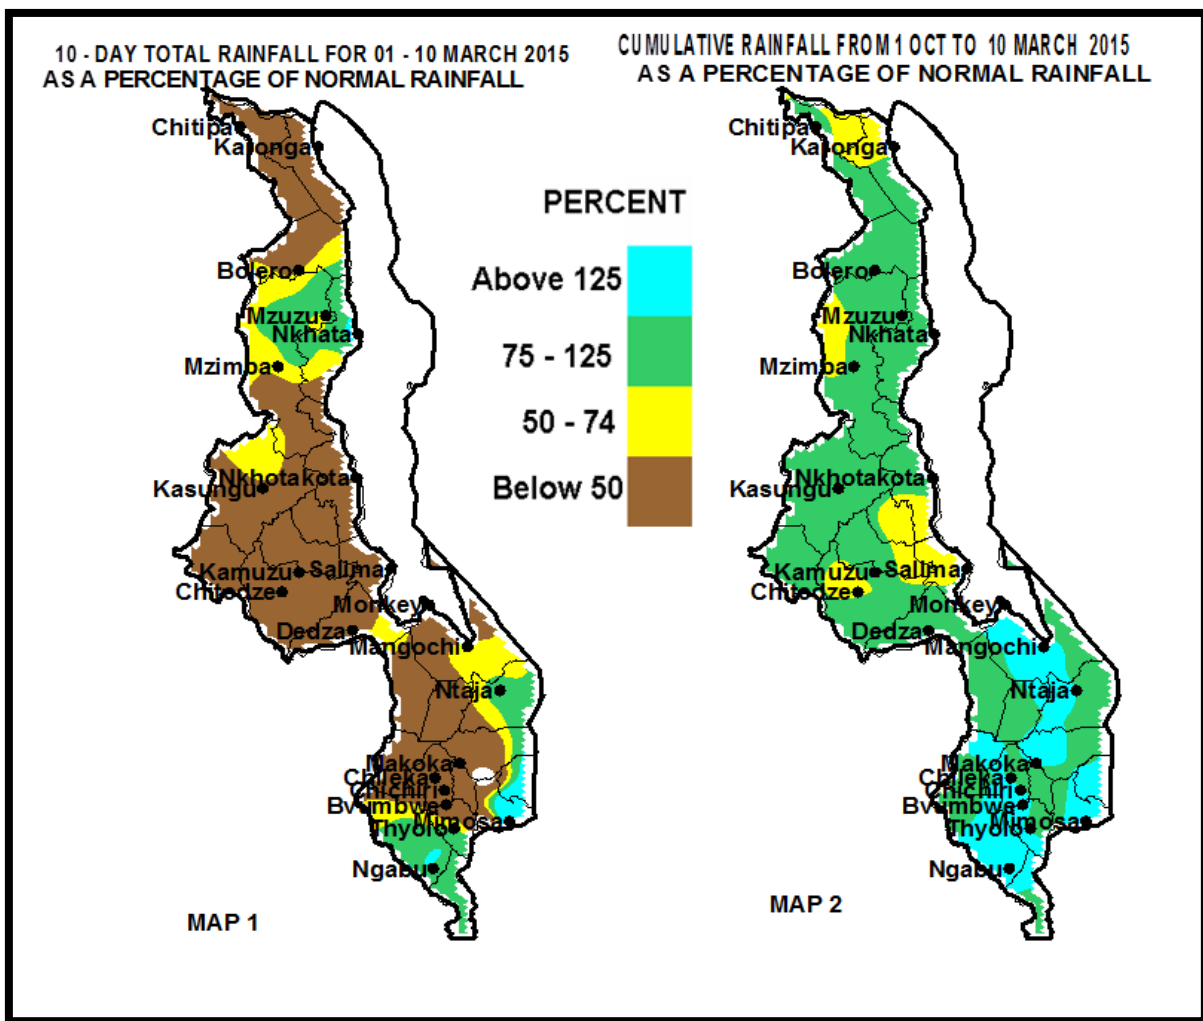 10 - DAY TOTAL RAINFALL FOR 01 - 10 MARCH 2015
AS A PERCENTAGE OF NORMAL RAINFALL
CUMULATIVE RAINFALL FROM 1 OCT TO 10 MARCH 2015
AS A PERCENTAGE OF NORMAL RAINFALL
Chitipa
Karonga
Bolero
Mzuzu
Nkhata
Mzimba
Nkhotakota
Kasungu
Kamuzu
Salima
Chitedze
Monkey
Dedza
Mangochi
Ntaja
Makoka
Chileka
Chichiri
Bvumbwe
Mimosa
Thyolo
Ngabu
MAP 1
PERCENT
Above 125
75 - 125
50 - 74
Below 50
Chitipa
Karonga
Bolero
Mzuzu
Nkhata
Mzimba
Nkhotakota
Kasungu
Kamuzu
Salima
Chitedze
Monkey
Dedza
Mangochi
Ntaja
Makoka
Chileka
Chichiri
Bvumbwe
Mimosa
Thyolo
Ngabu
MAP 2